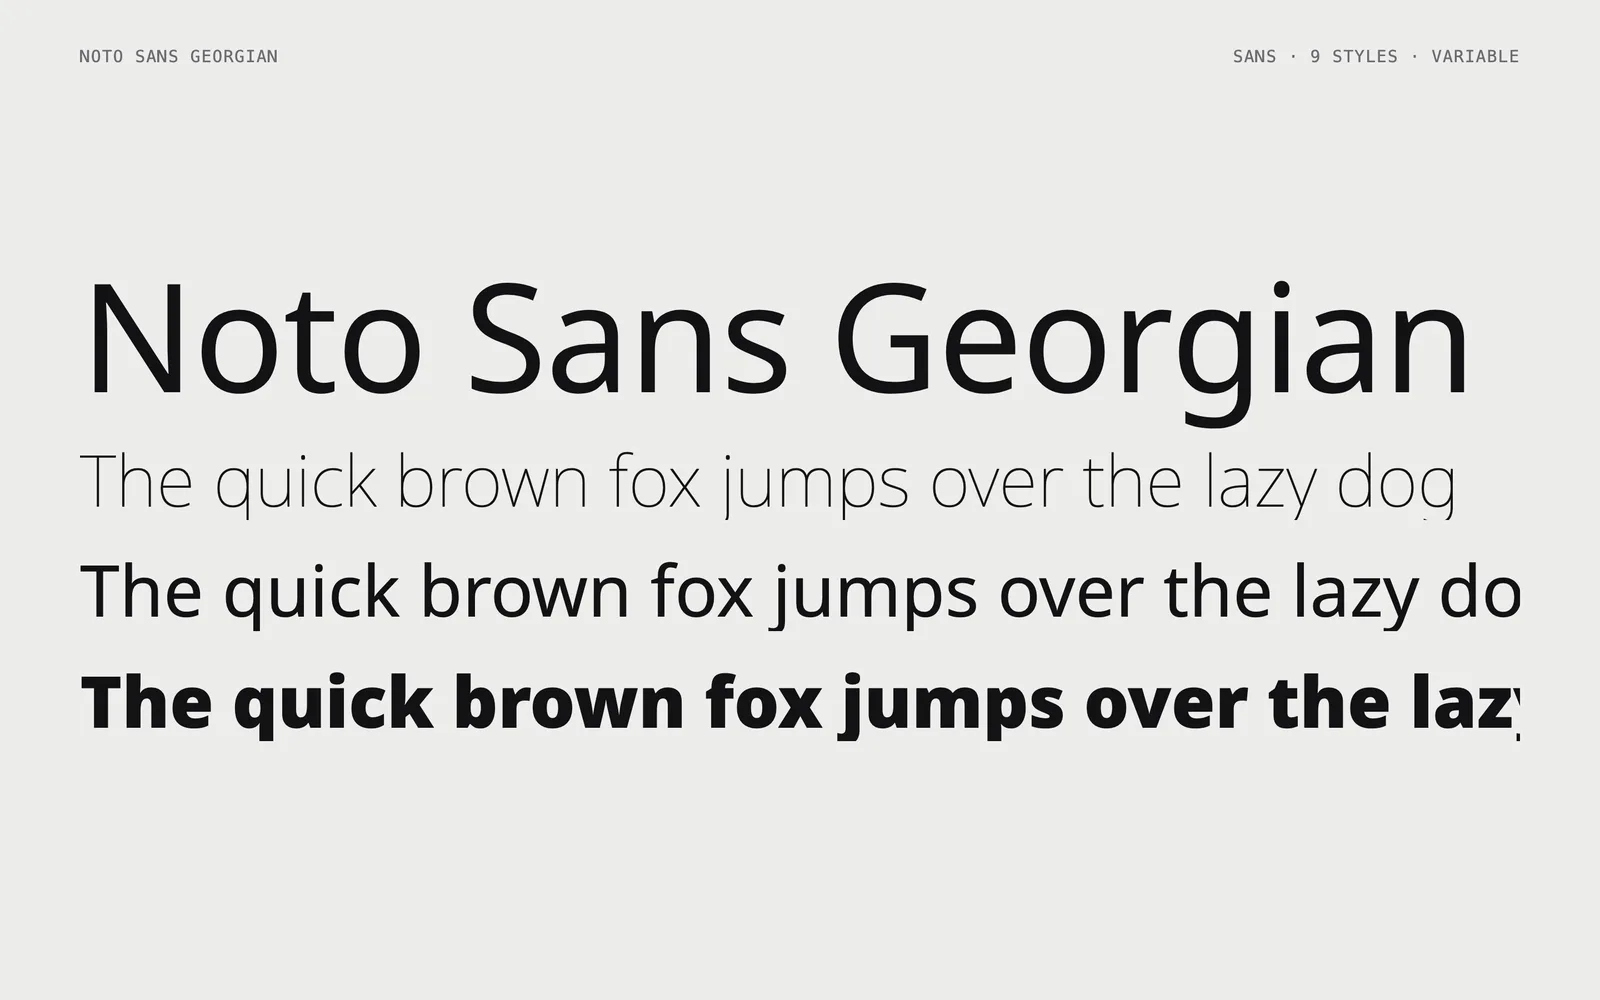 NOTO SANS GEORGIAN
SANS · 9 STYLES · VARIABLE
Noto Sans Georgian
The quick brown fox jumps over the lazy dog
The quick brown fox jumps over the lazy do
The quick brown fox jumps over the lazy